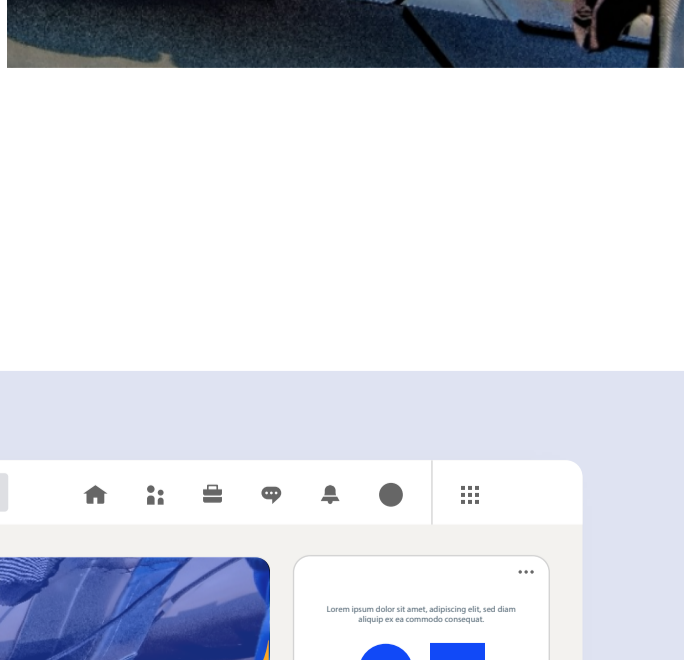 Lorem ipsum dolor sit amet, adipiscing elit, sed diam
aliquip ex ea commodo consequat.